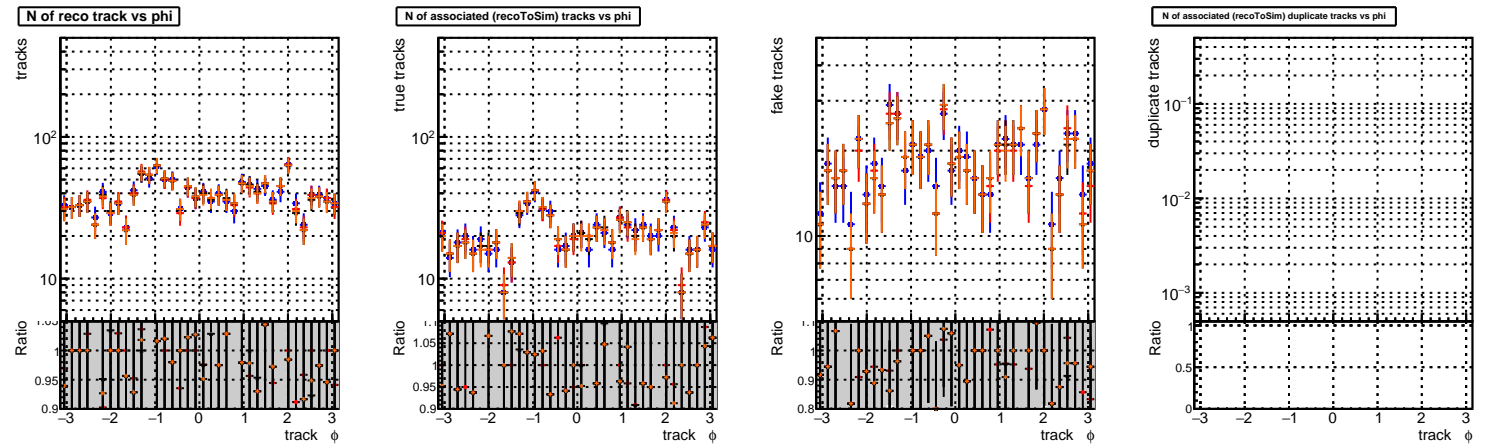 N of reco track vs phi
tracks
10²
10
Ratio
1.05
1
0.95
0.9
−3 −2 −1 0 1 2 3
track ϕ
N of associated (recoToSim) tracks vs phi
true tracks
10²
10
Ratio
1.1
1.05
1
0.95
0.9
−3 −2 −1 0 1 2 3
track ϕ
fake tracks
10
Ratio
1.1
1
0.9
0.8
−3 −2 −1 0 1 2 3
track ϕ
N of associated (recoToSim) duplicate tracks vs phi
duplicate tracks
10⁻¹
10⁻²
10⁻³
Ratio
1
0.5
0
−3 −2 −1 0 1 2 3
track ϕ